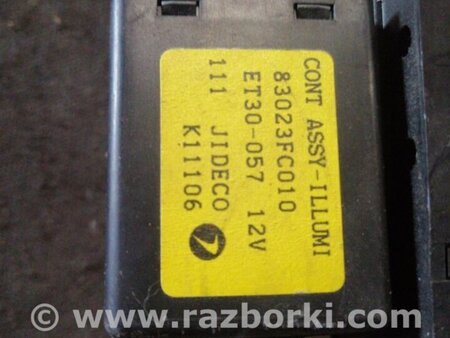 CONT ASSY-ILLUMI
83023FC010
ET30-057 12V
111 JIDECO
K11106
© www.razborki.com